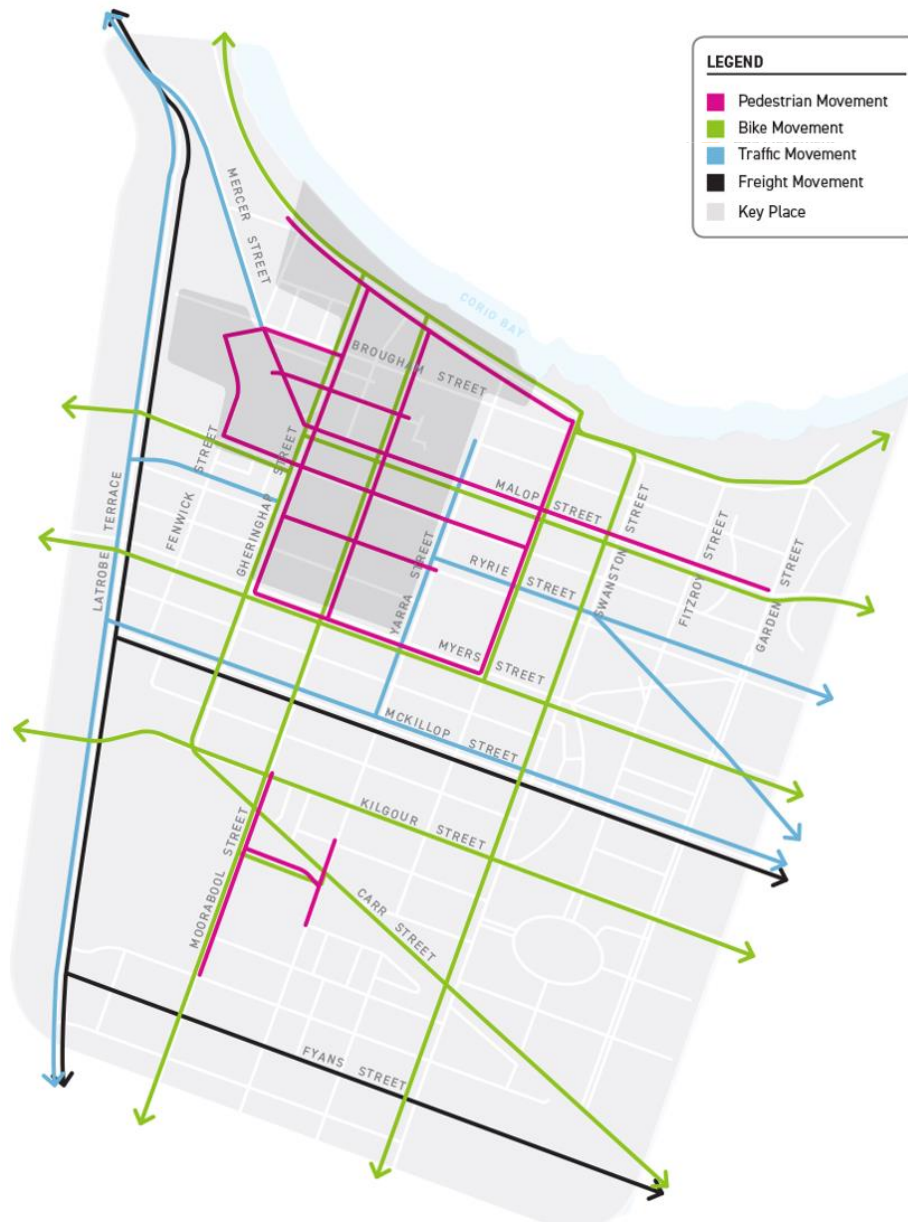 LEGEND
Pedestrian Movement
Bike Movement
Traffic Movement
Freight Movement
Key Place
MERCER STREET
CORIO BAY
BROUGHAM STREET
MALOP STREET
FENWICK STREET
GHERINGHAP STREET
LATROBE TERRACE
YARRA STREET
RYRIE STREET
SWANSTON STREET
FITZROY STREET
GARDEN STREET
MYERS STREET
MCKILLOP STREET
KILGOUR STREET
MOORABOOL STREET
CARR STREET
FYANS STREET